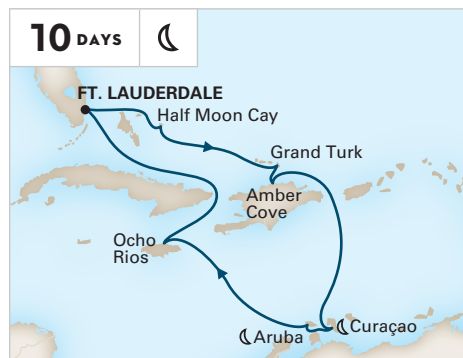 10 DAYS
FT. LAUDERDALE
Half Moon Cay
Grand Turk
Amber
Cove
Ocho
Rios
Aruba
Curaçao